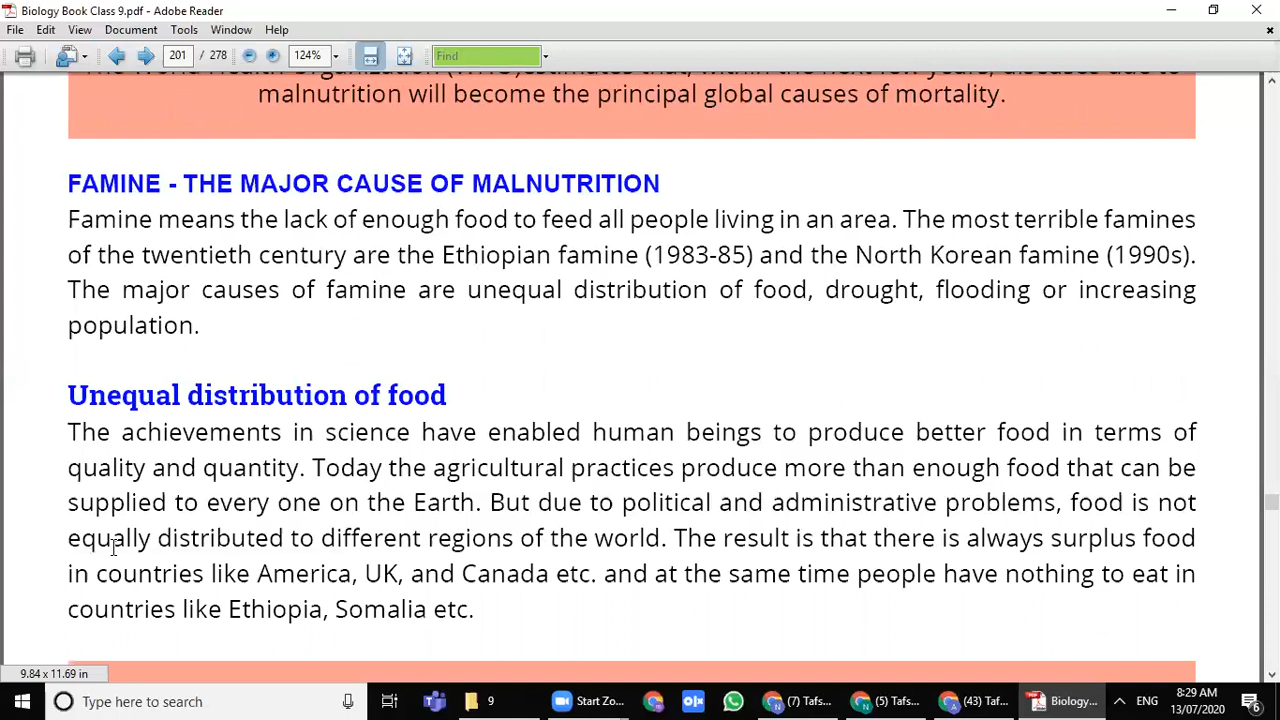 Biology Book Class 9.pdf - Adobe Reader
File Edit View Document Tools Window Help
201 / 278 124% Find
malnutrition will become the principal global causes of mortality.
FAMINE - THE MAJOR CAUSE OF MALNUTRITION
Famine means the lack of enough food to feed all people living in an area. The most terrible famines
of the twentieth century are the Ethiopian famine (1983-85) and the North Korean famine (1990s).
The major causes of famine are unequal distribution of food, drought, flooding or increasing
population.
Unequal distribution of food
The achievements in science have enabled human beings to produce better food in terms of
quality and quantity. Today the agricultural practices produce more than enough food that can be
supplied to every one on the Earth. But due to political and administrative problems, food is not
equally distributed to different regions of the world. The result is that there is always surplus food
in countries like America, UK, and Canada etc. and at the same time people have nothing to eat in
countries like Ethiopia, Somalia etc.
9.84 x 11.69 in
Type here to search 9 Start Zo... (7) Tafs... (5) Tafs... (43) Taf... Biology... ENG 8:29 AM
13/07/2020 6